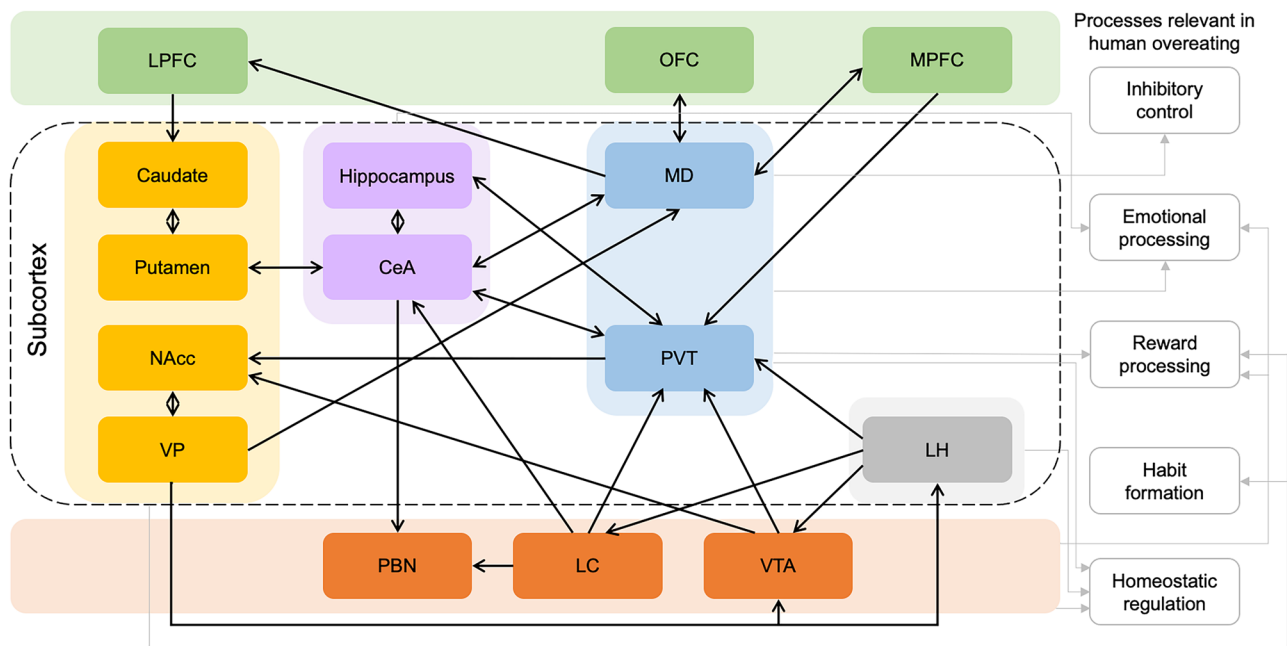 Processes relevant in
human overeating
LPFC
OFC
MPFC
Inhibitory
control
Subcortex
Caudate
Hippocampus
MD
Emotional
processing
Putamen
CeA
NAcc
PVT
Reward
processing
VP
LH
Habit
formation
PBN
LC
VTA
Homeostatic
regulation